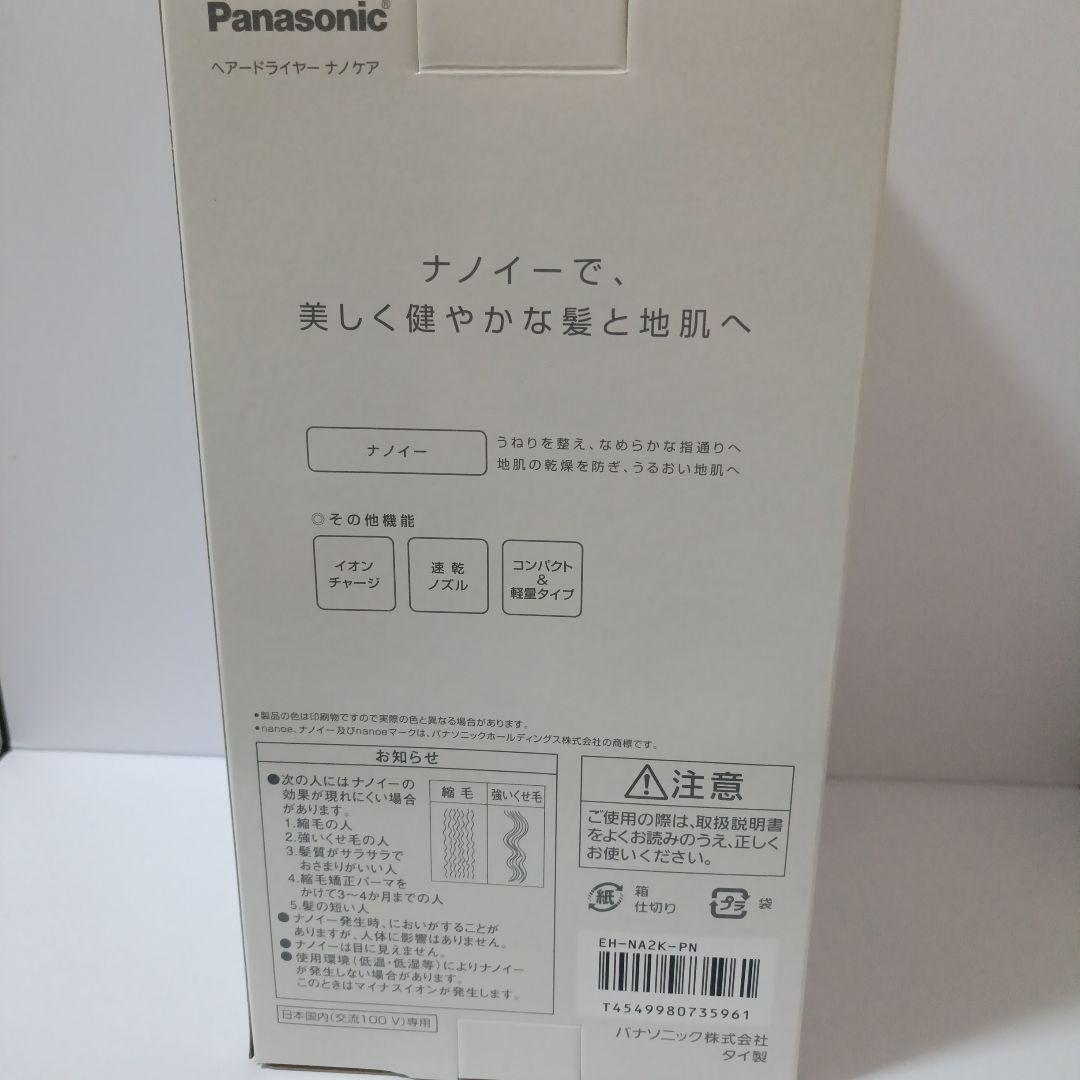 Panasonic®
ヘアードライヤー ナノケア
ナノイーで、
美しく健やかな髪と地肌へ
ナノイー
うねりを整え、なめらかな指通りへ
地肌の乾燥を防ぎ、うるおい地肌へ
◎その他機能
イオン
チャージ
速乾
ノズル
コンパクト
&
軽量タイプ
•製品の色は印刷物ですので実際の色と異なる場合があります。
•nanoe、ナノイー及びnanoeマークは、パナソニックホールディングス株式会社の商標です。
お知らせ
●次の人にはナノイーの
効果が現れにくい場合
があります。
1.縮毛の人
2.強いくせ毛の人
3.髪質がサラサラで
おさまりがいい人
4.縮毛矯正パーマを
かけて3〜4か月までの人
5.髪の短い人
縮毛
強いくせ毛
●ナノイー発生時、においがすることが
ありますが、人体に影響はありません。
●ナノイーは目に見えません。
●使用環境(低温・低湿等)によりナノイー
が発生しない場合があります。
このときはマイナスイオンが発生します。
日本国内(交流100 V)専用
注意
ご使用の際は、取扱説明書
をよくお読みのうえ、正しく
お使いください。
紙
箱
仕切り
プラ
袋
EH-NA2K-PN
T4549980735961
パナソニック株式会社
タイ製